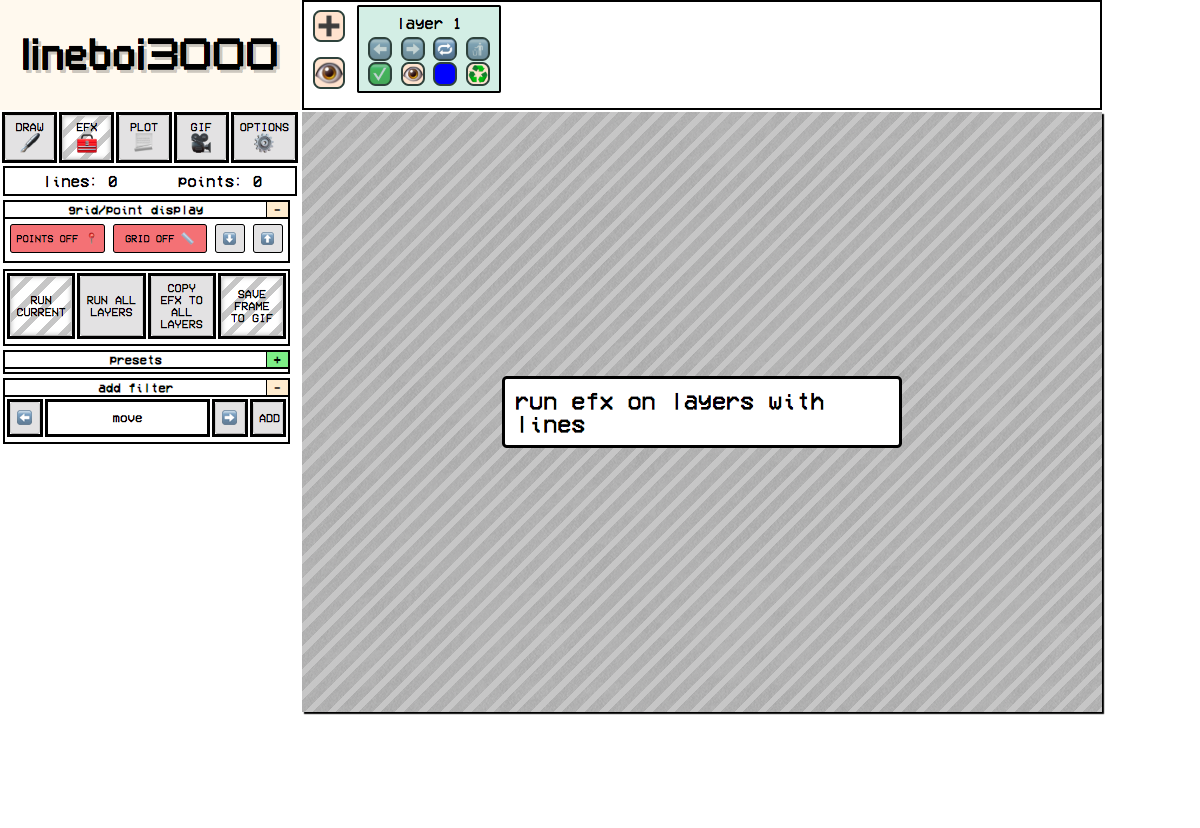 lineboi3000
layer 1
DRAW
EFX
PLOT
GIF
OPTIONS
lines: 0
points: 0
grid/point display
-
POINTS OFF
GRID OFF
RUN
CURRENT
RUN ALL
LAYERS
COPY
EFX TO
ALL
LAYERS
SAVE
FRAME
TO GIF
presets
+
add filter
-
move
ADD
run efx on layers with
lines